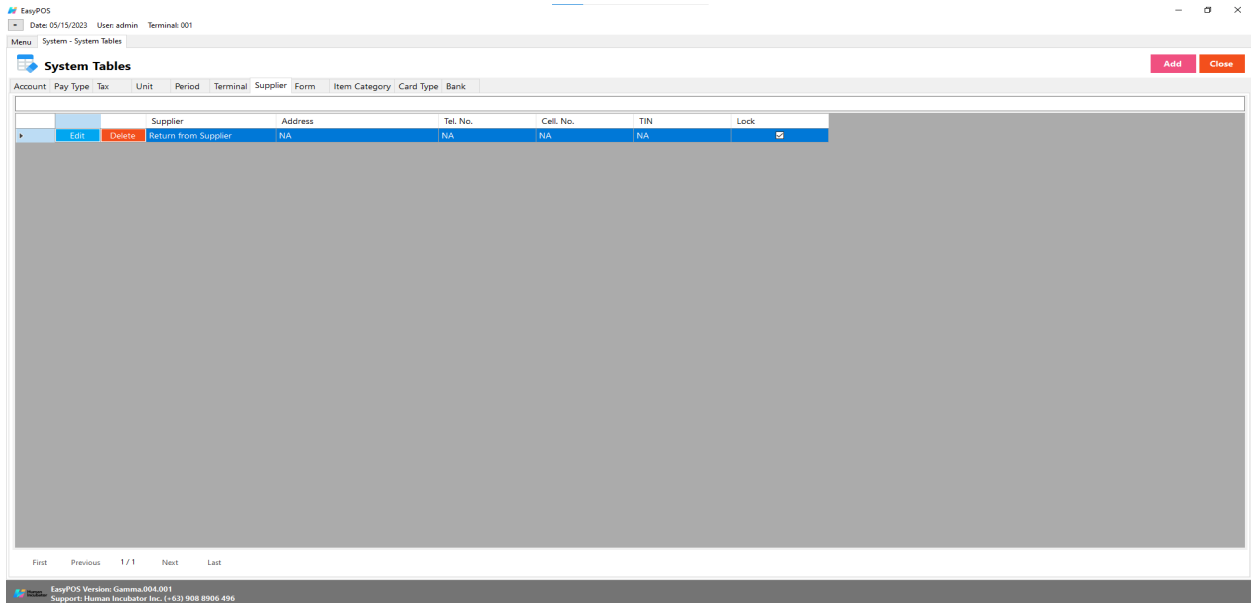 EasyPOS
Date: 05/15/2023 User: admin Terminal: 001
Menu System - System Tables
System Tables
Add Close
Account Pay Type Tax Unit Period Terminal Supplier Form Item Category Card Type Bank
Supplier Address Tel. No. Cell. No. TIN Lock
Edit Delete Return from Supplier NA NA NA NA
First Previous 1 / 1 Next Last
Human Incubator
EasyPOS Version: Gamma.004.001
Support: Human Incubator Inc. (+63) 908 8906 496